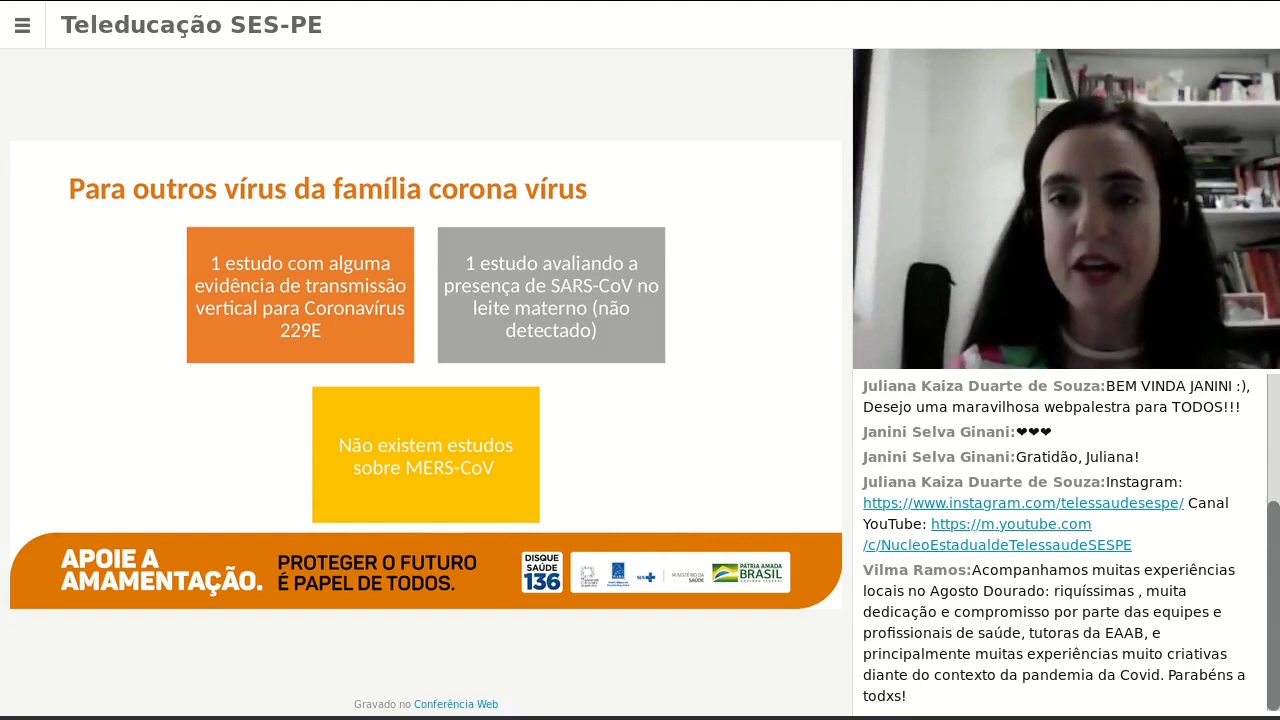 Teleducação SES-PE
Para outros vírus da família corona vírus
1 estudo com alguma
evidência de transmissão
vertical para Coronavírus
229E
1 estudo avaliando a
presença de SARS-CoV no
leite materno (não
detectado)
Não existem estudos
sobre MERS-CoV
APOIE A
AMAMENTAÇÃO.
PROTEGER O FUTURO
É PAPEL DE TODOS.
DISQUE
SAÚDE
136
MINISTÉRIO DA
SAÚDE
PÁTRIA AMADA
BRASIL
Gravado no Conferência Web
Juliana Kaiza Duarte de Souza:BEM VINDA JANINI :),
Desejo uma maravilhosa webpalestra para TODOS!!!
Janini Selva Ginani:❤❤❤
Janini Selva Ginani:Gratidão, Juliana!
Juliana Kaiza Duarte de Souza:Instagram:
https://www.instagram.com/telessaudesespe/ Canal
YouTube: https://m.youtube.com
/c/NucleoEstadualdeTelessaudeSESPE
Vilma Ramos:Acompanhamos muitas experiências
locais no Agosto Dourado: riquíssimas , muita
dedicação e compromisso por parte das equipes e
profissionais de saúde, tutoras da EAAB, e
principalmente muitas experiências muito criativas
diante do contexto da pandemia da Covid. Parabéns a
todxs!